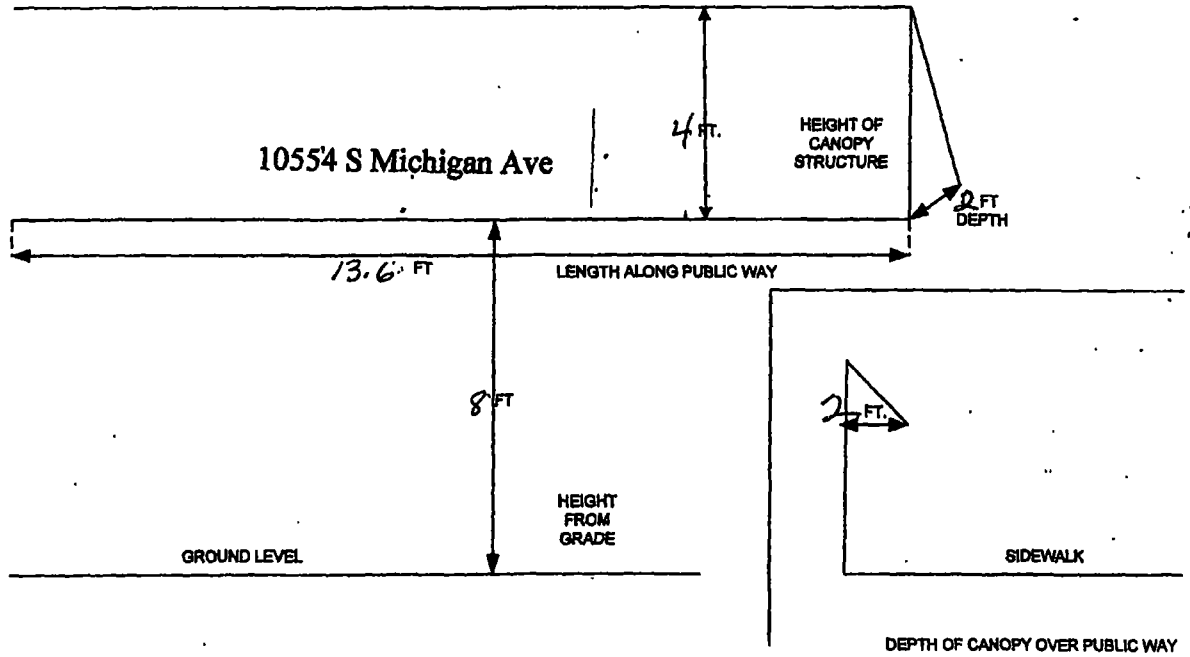 4 FT.
HEIGHT OF
CANOPY
STRUCTURE
10554 S Michigan Ave
2 FT
DEPTH
13.6 FT
LENGTH ALONG PUBLIC WAY
8 FT
2 FT.
HEIGHT
FROM
GRADE
GROUND LEVEL
SIDEWALK
DEPTH OF CANOPY OVER PUBLIC WAY